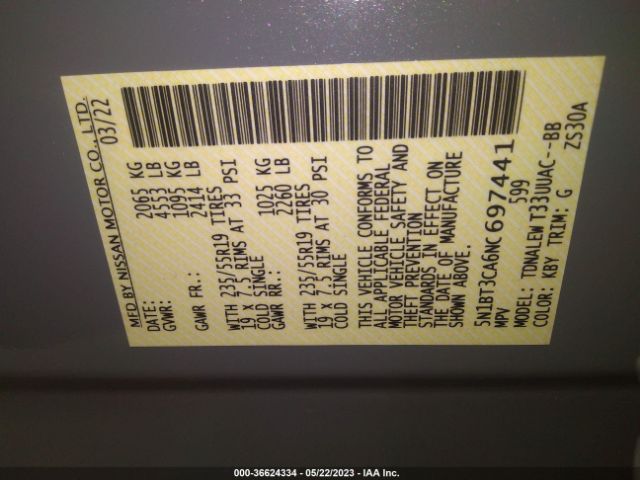 MFD BY NISSAN MOTOR CO., LTD.
DATE: 03/22
GVWR: 2065 KG
4553 LB
GAWR FR.: 1095 KG
2414 LB
WITH 235/55R19 TIRES
19 x 7.5 RIMS AT 33 PSI
COLD SINGLE
GAWR RR.: 1025 KG
2260 LB
WITH 235/55R19 TIRES
19 x 7.5 RIMS AT 30 PSI
COLD SINGLE
THIS VEHICLE CONFORMS TO
ALL APPLICABLE FEDERAL
MOTOR VEHICLE SAFETY AND
THEFT PREVENTION
STANDARDS IN EFFECT ON
THE DATE OF MANUFACTURE
SHOWN ABOVE.
5N1BT3CA6NC697441
MPV 599
MODEL: TDNALEWT33UUAC--BB
COLOR: KBY TRIM: G ZS30A
000-36624334 - 05/22/2023 - IAA Inc.